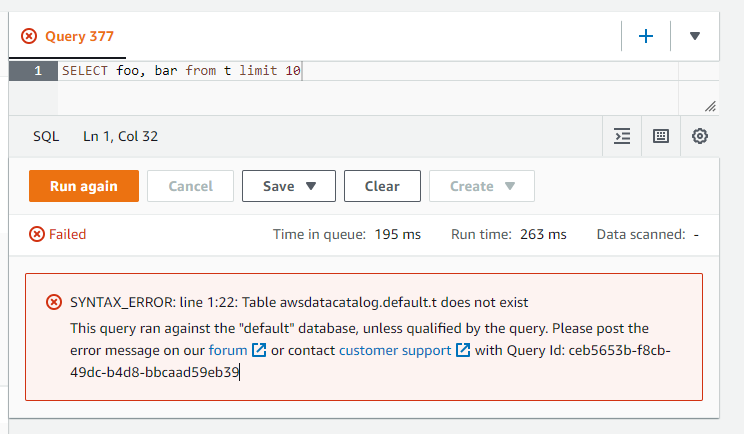 Query 377
1 SELECT foo, bar from t limit 10
SQL Ln 1, Col 32
Run again Cancel Save Clear Create
Failed Time in queue: 195 ms Run time: 263 ms Data scanned: -
SYNTAX_ERROR: line 1:22: Table awsdatacatalog.default.t does not exist
This query ran against the "default" database, unless qualified by the query. Please post the
error message on our forum or contact customer support with Query Id: ceb5653b-f8cb-
49dc-b4d8-bbcaad59eb39